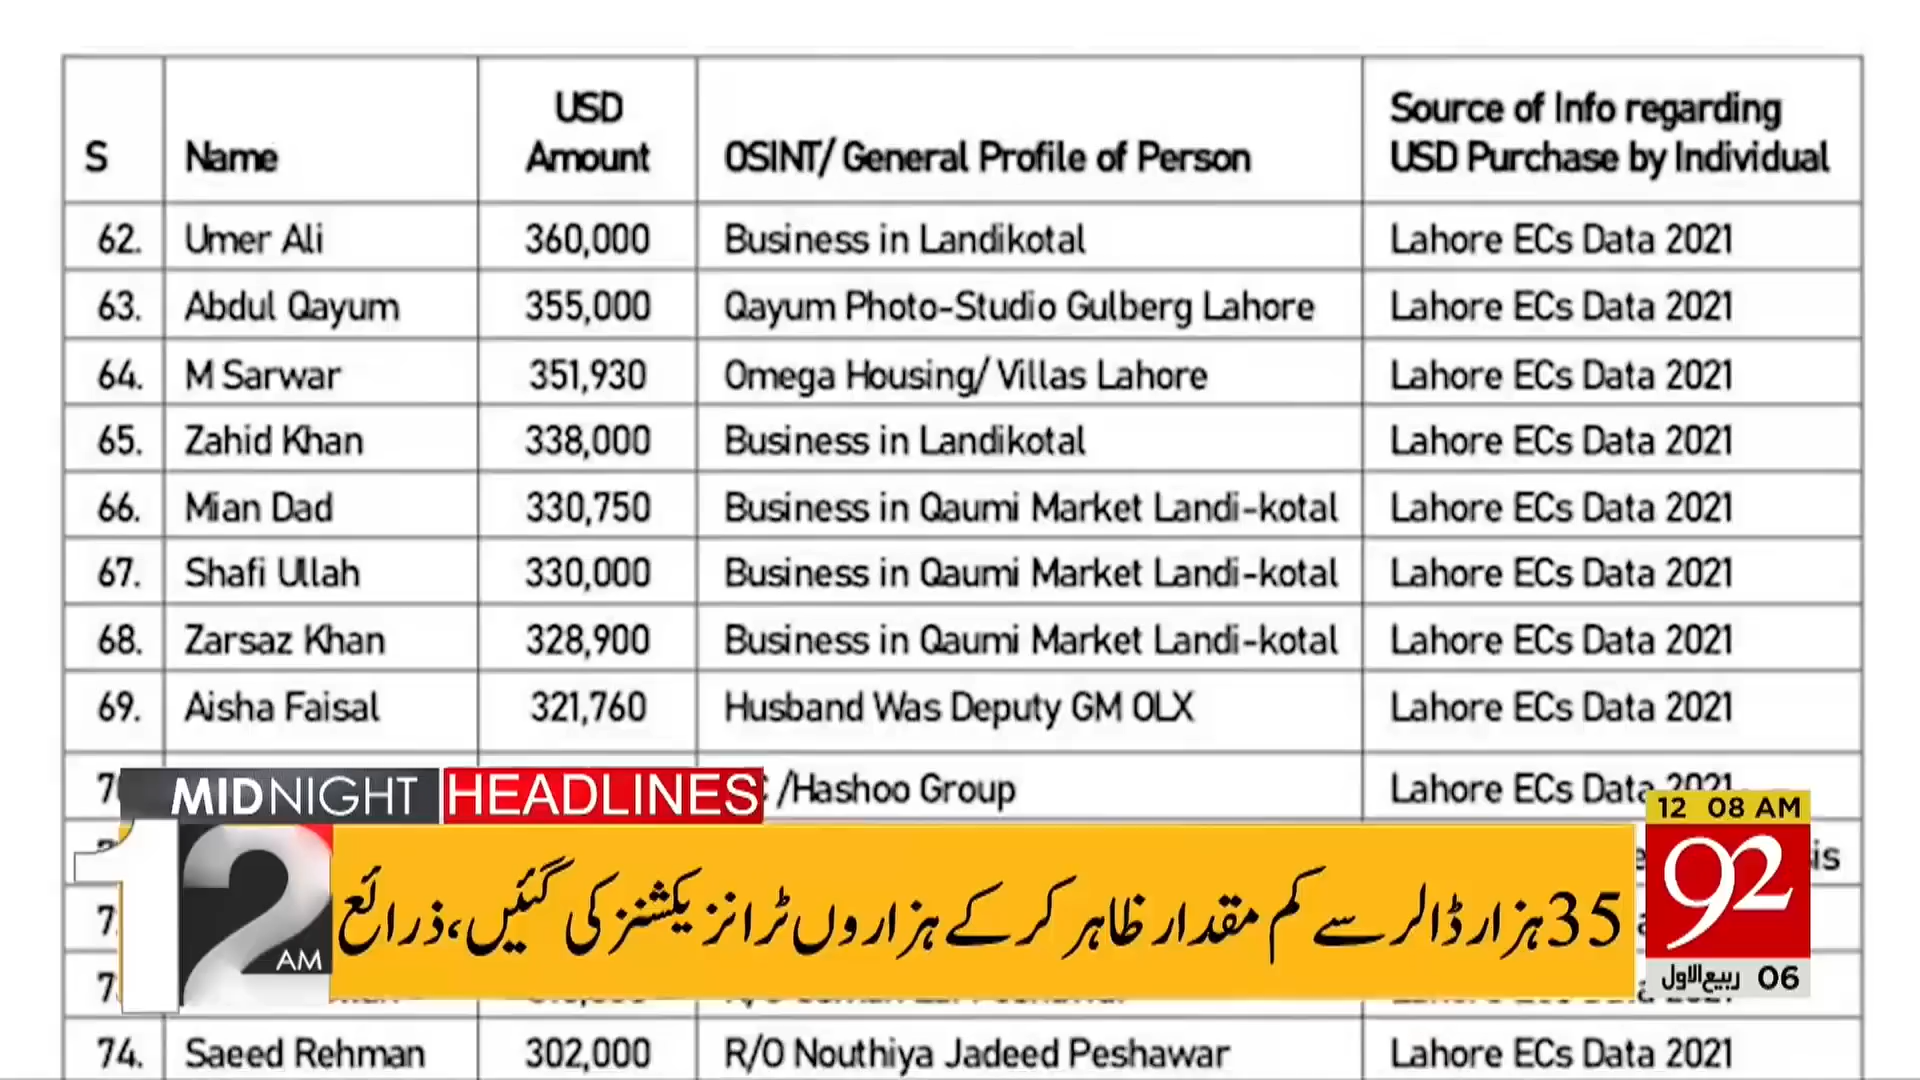 S Name USD Amount OSINT/ General Profile of Person Source of Info regarding USD Purchase by Individual
62. Umer Ali 360,000 Business in Landikotal Lahore ECs Data 2021
63. Abdul Qayum 355,000 Qayum Photo-Studio Gulberg Lahore Lahore ECs Data 2021
64. M Sarwar 351,930 Omega Housing/ Villas Lahore Lahore ECs Data 2021
65. Zahid Khan 338,000 Business in Landikotal Lahore ECs Data 2021
66. Mian Dad 330,750 Business in Qaumi Market Landi-kotal Lahore ECs Data 2021
67. Shafi Ullah 330,000 Business in Qaumi Market Landi-kotal Lahore ECs Data 2021
68. Zarsaz Khan 328,900 Business in Qaumi Market Landi-kotal Lahore ECs Data 2021
69. Aisha Faisal 321,760 Husband Was Deputy GM OLX Lahore ECs Data 2021
/Hashoo Group Lahore ECs Data 2021
MIDNIGHT HEADLINES
12 08 AM
12 AM
35 ہزار ڈالر سے کم مقدار ظاہر کر کے ہزاروں ٹرانزیکشنز کی گئیں، ذرائع
92
06 ربیع الاول
74. Saeed Rehman 302,000 R/O Nouthiya Jadeed Peshawar Lahore ECs Data 2021